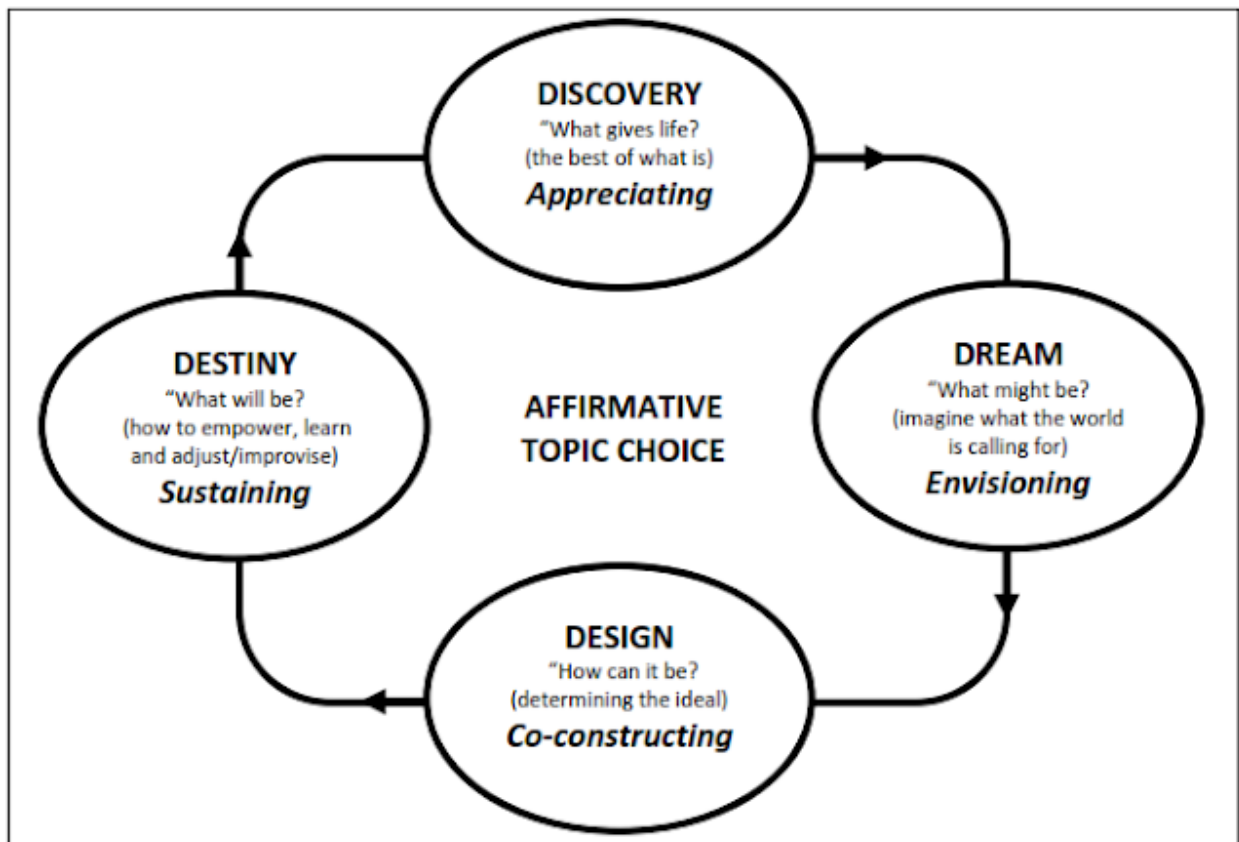 DISCOVERY
“What gives life?
(the best of what is)
Appreciating
DREAM
“What might be?
(imagine what the world
is calling for)
Envisioning
DESIGN
“How can it be?
(determining the ideal)
Co-constructing
DESTINY
“What will be?
(how to empower, learn
and adjust/improvise)
Sustaining
AFFIRMATIVE
TOPIC CHOICE